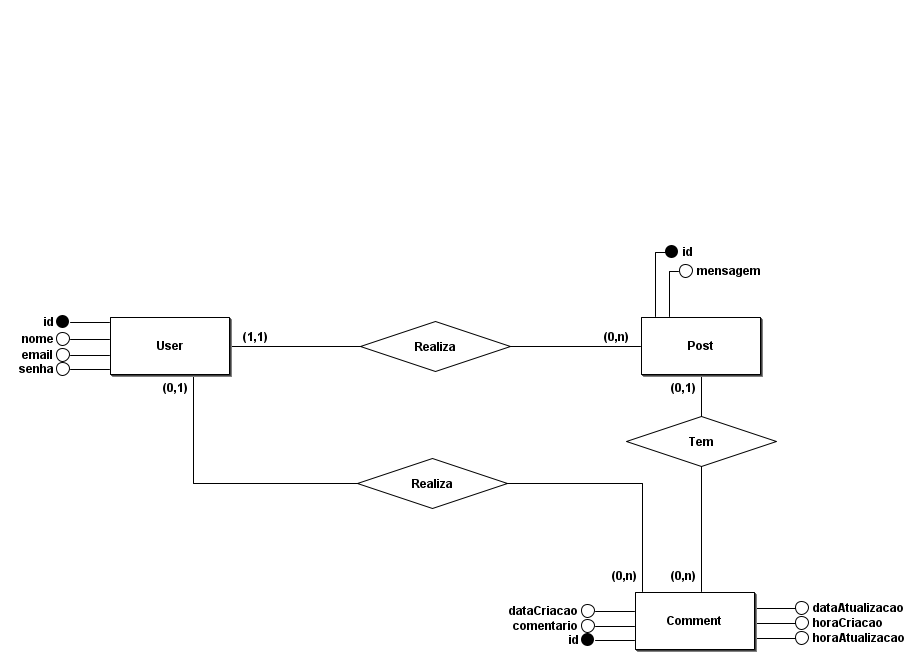 id
mensagem
id
nome
email
senha
User
(1,1)
Realiza
(0,n)
Post
(0,1)
(0,1)
Tem
Realiza
(0,n)
(0,n)
dataCriacao
comentario
id
Comment
dataAtualizacao
horaCriacao
horaAtualizacao